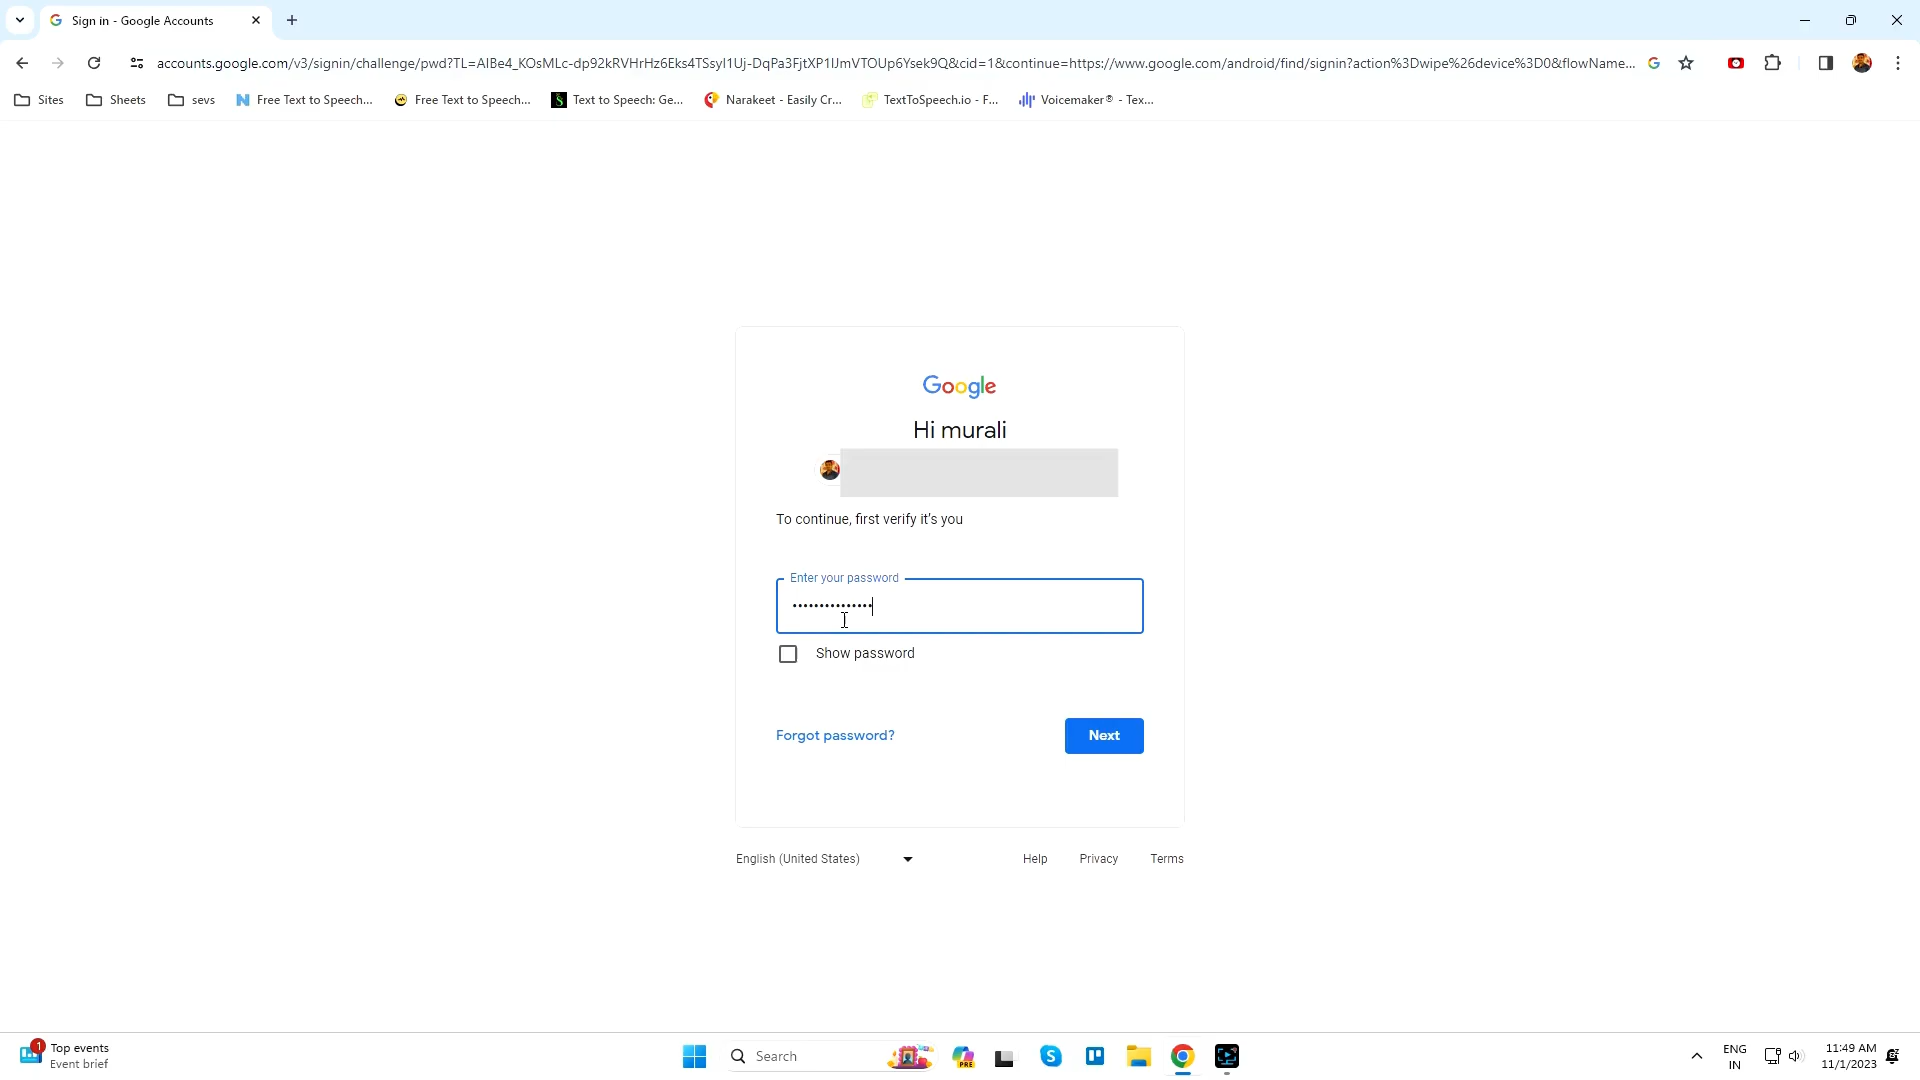 Sign in - Google Accounts
accounts.google.com/v3/signin/challenge/pwd?TL=AIBe4_KOsMLc-dp92kRVHrHz6Eks4TSsyI1Uj-DqPa3FjtXP1IJmVTOUp6Ysek9Q&cid=1&continue=https://www.google.com/android/find/signin?action%3Dwipe%26device%3D0&flowName...
Sites
Sheets
sevs
Free Text to Speech...
Free Text to Speech...
Text to Speech: Ge...
Narakeet - Easily Cr...
TextToSpeech.io - F...
Voicemaker® - Tex...
Google
Hi murali
To continue, first verify it's you
Enter your password
•••••••••••••••
Show password
Forgot password?
Next
English (United States)
Help
Privacy
Terms
1
Top events
Event brief
Search
PRE
ENG
IN
11:49 AM
11/1/2023